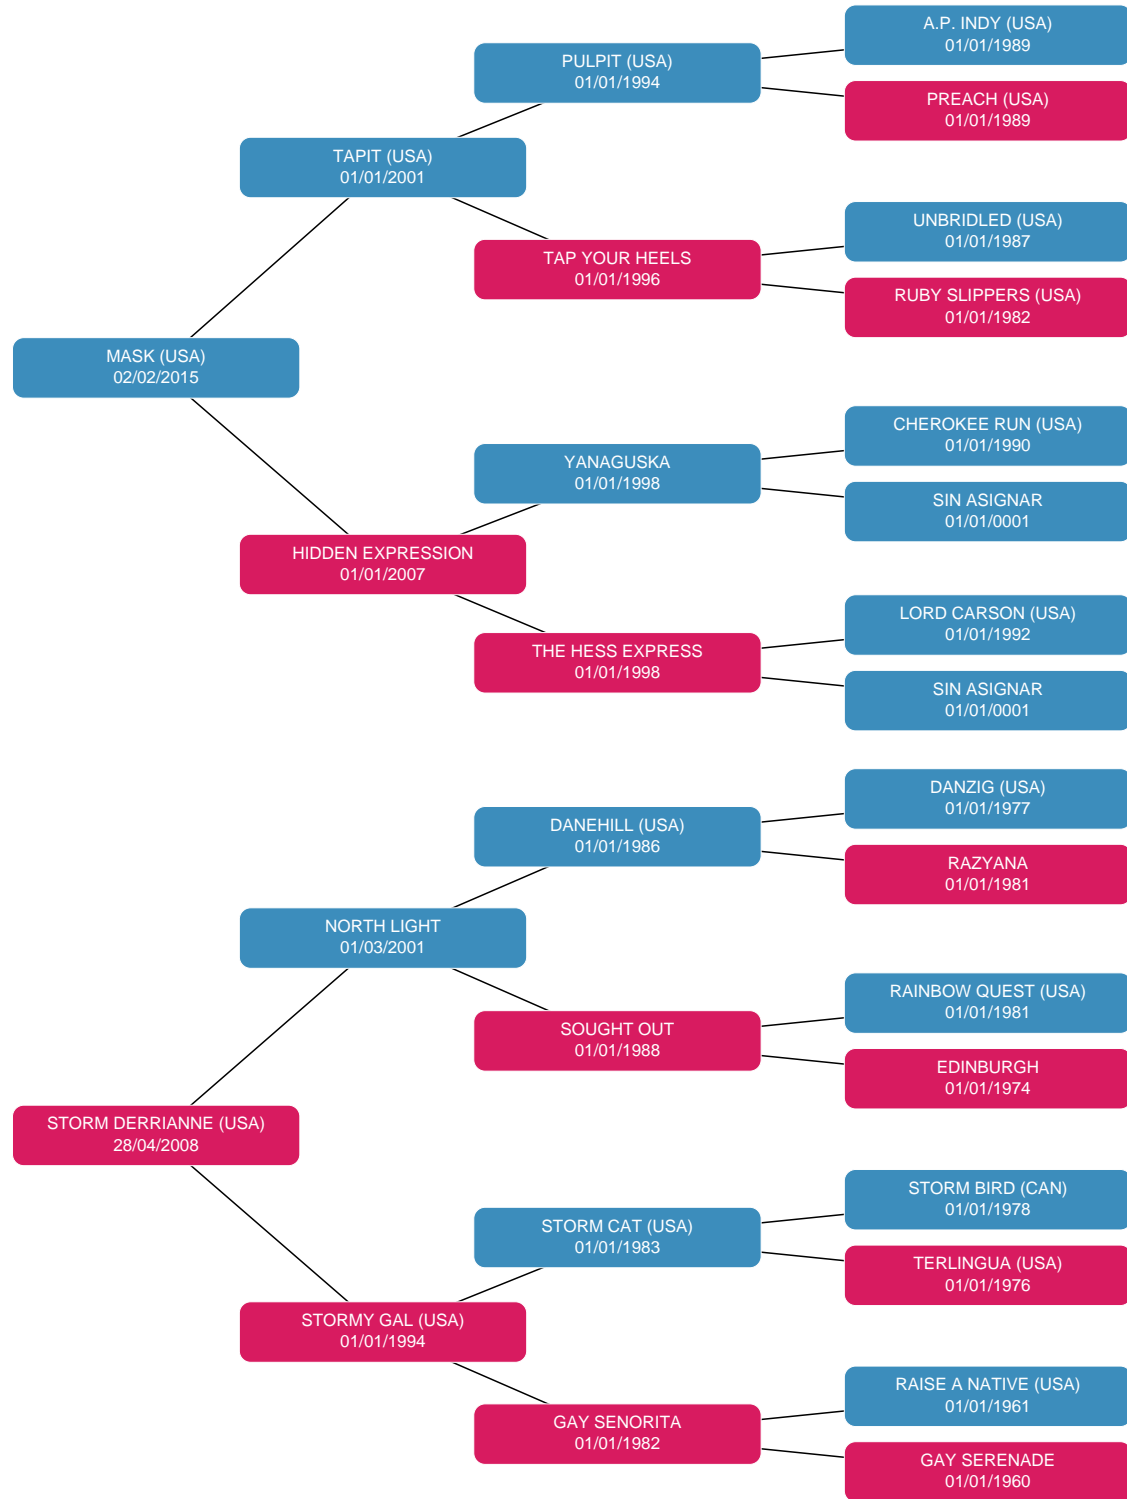 A.P. INDY (USA)
01/01/1989
PULPIT (USA)
01/01/1994
PREACH (USA)
01/01/1989
TAPIT (USA)
01/01/2001
UNBRIDLED (USA)
01/01/1987
TAP YOUR HEELS
01/01/1996
RUBY SLIPPERS (USA)
01/01/1982
MASK (USA)
02/02/2015
CHEROKEE RUN (USA)
01/01/1990
YANAGUSKA
01/01/1998
SIN ASIGNAR
01/01/0001
HIDDEN EXPRESSION
01/01/2007
LORD CARSON (USA)
01/01/1992
THE HESS EXPRESS
01/01/1998
SIN ASIGNAR
01/01/0001
DANZIG (USA)
01/01/1977
DANEHILL (USA)
01/01/1986
RAZYANA
01/01/1981
NORTH LIGHT
01/03/2001
RAINBOW QUEST (USA)
01/01/1981
SOUGHT OUT
01/01/1988
EDINBURGH
01/01/1974
STORM DERRIANNE (USA)
28/04/2008
STORM BIRD (CAN)
01/01/1978
STORM CAT (USA)
01/01/1983
TERLINGUA (USA)
01/01/1976
STORMY GAL (USA)
01/01/1994
RAISE A NATIVE (USA)
01/01/1961
GAY SENORITA
01/01/1982
GAY SERENADE
01/01/1960